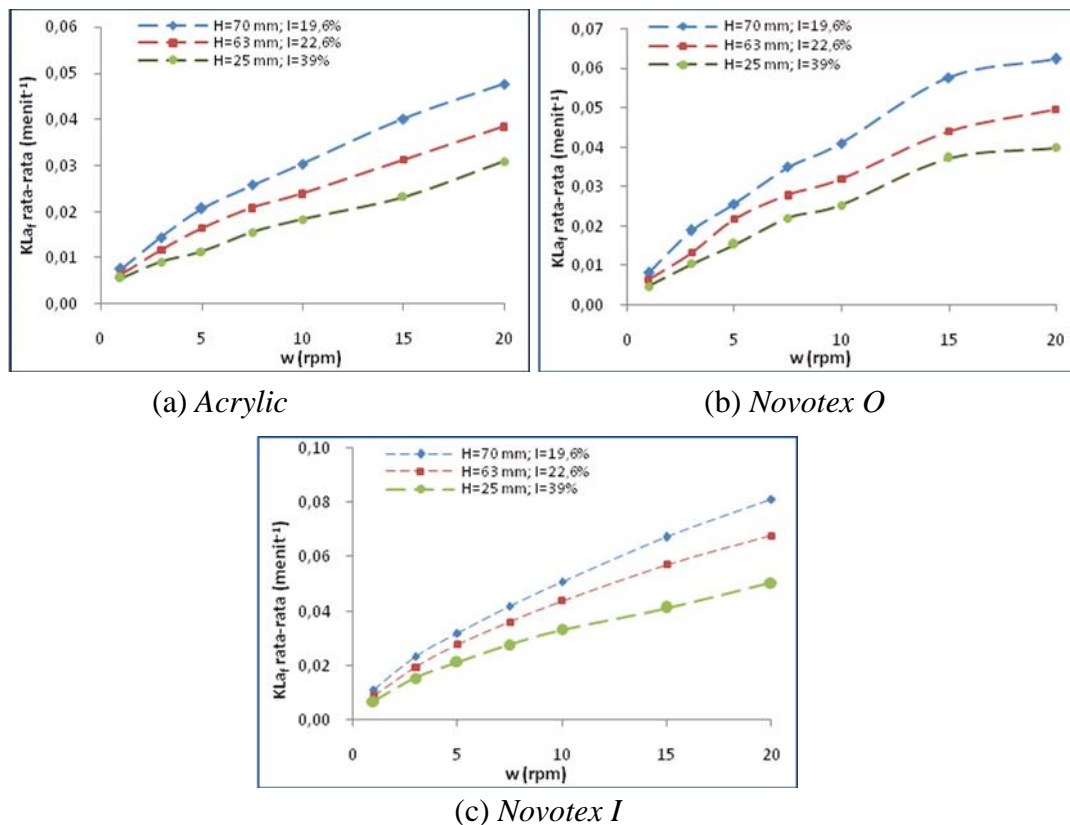 0,06
0,05
0,04
0,03
0,02
0,01
0,00
KLa_f rata-rata (menit⁻¹)
H=70 mm; I=19,6%
H=63 mm; I=22,6%
H=25 mm; I=39%
0 5 10 15 20
w (rpm)
(a) Acrylic
0,07
0,06
0,05
0,04
0,03
0,02
0,01
0,00
KLa_f rata-rata (menit⁻¹)
H=70 mm; I=19,6%
H=63 mm; I=22,6%
H=25 mm; I=39%
0 5 10 15 20
w (rpm)
(b) Novotex O
0,10
0,08
0,06
0,04
0,02
0,00
KLa_f rata-rata (menit⁻¹)
H=70 mm; I=19,6%
H=63 mm; I=22,6%
H=25 mm; I=39%
0 5 10 15 20
w (rpm)
(c) Novotex I